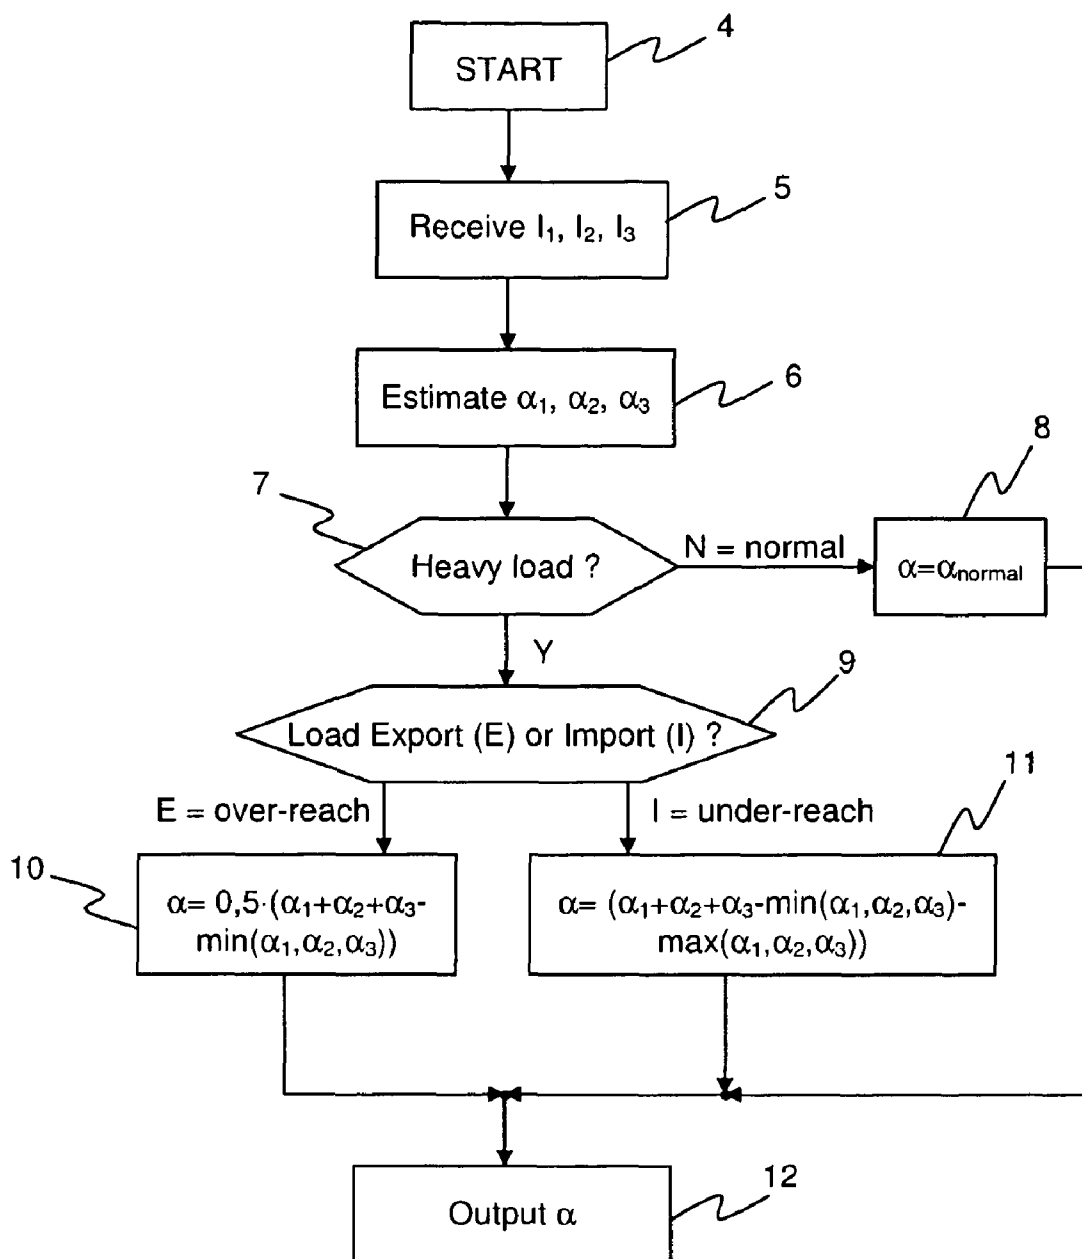 4
START
5
Receive I₁, I₂, I₃
6
Estimate α₁, α₂, α₃
8
7
Heavy load ?
N = normal
α=αnormal
Y
9
Load Export (E) or Import (I) ?
11
E = over-reach
I = under-reach
10
α= 0,5·(α₁+α₂+α₃-
min(α₁,α₂,α₃))
α= (α₁+α₂+α₃-min(α₁,α₂,α₃)-
max(α₁,α₂,α₃))
12
Output α